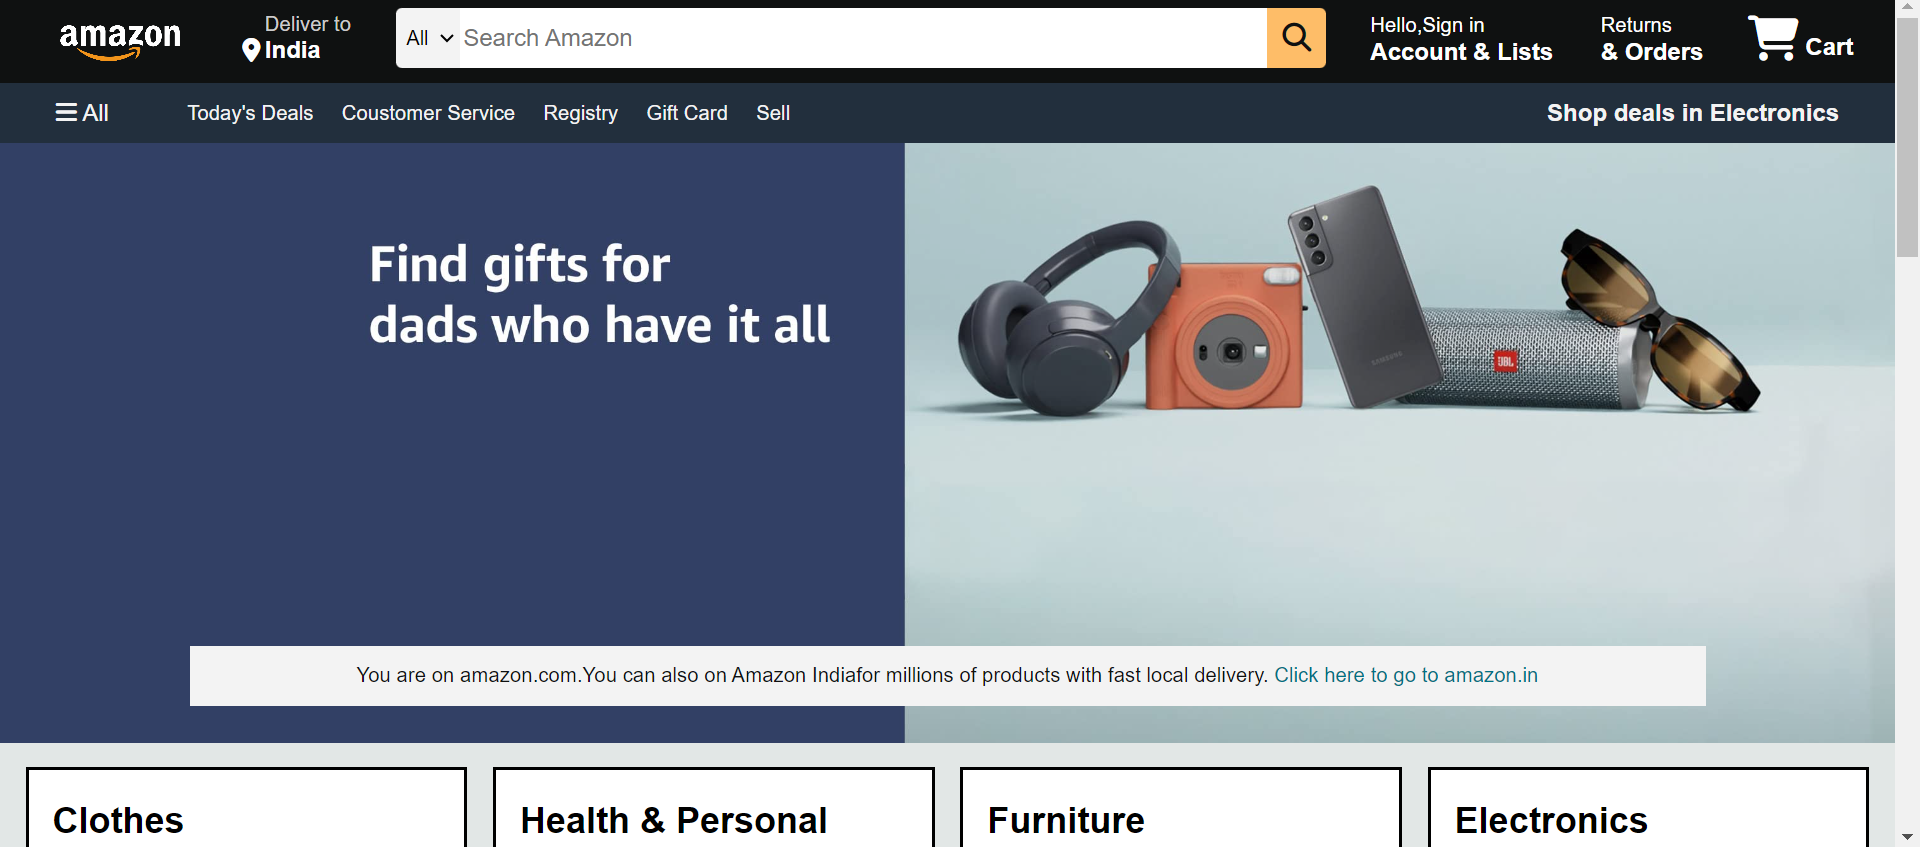 amazon
Deliver to
India
All
Search Amazon
Hello,Sign in
Account & Lists
Returns
& Orders
Cart
All
Today's Deals
Coustomer Service
Registry
Gift Card
Sell
Shop deals in Electronics
Find gifts for
dads who have it all
SAMSUNG
JBL
You are on amazon.com.You can also on Amazon Indiafor millions of products with fast local delivery. Click here to go to amazon.in
Clothes
Health & Personal
Furniture
Electronics